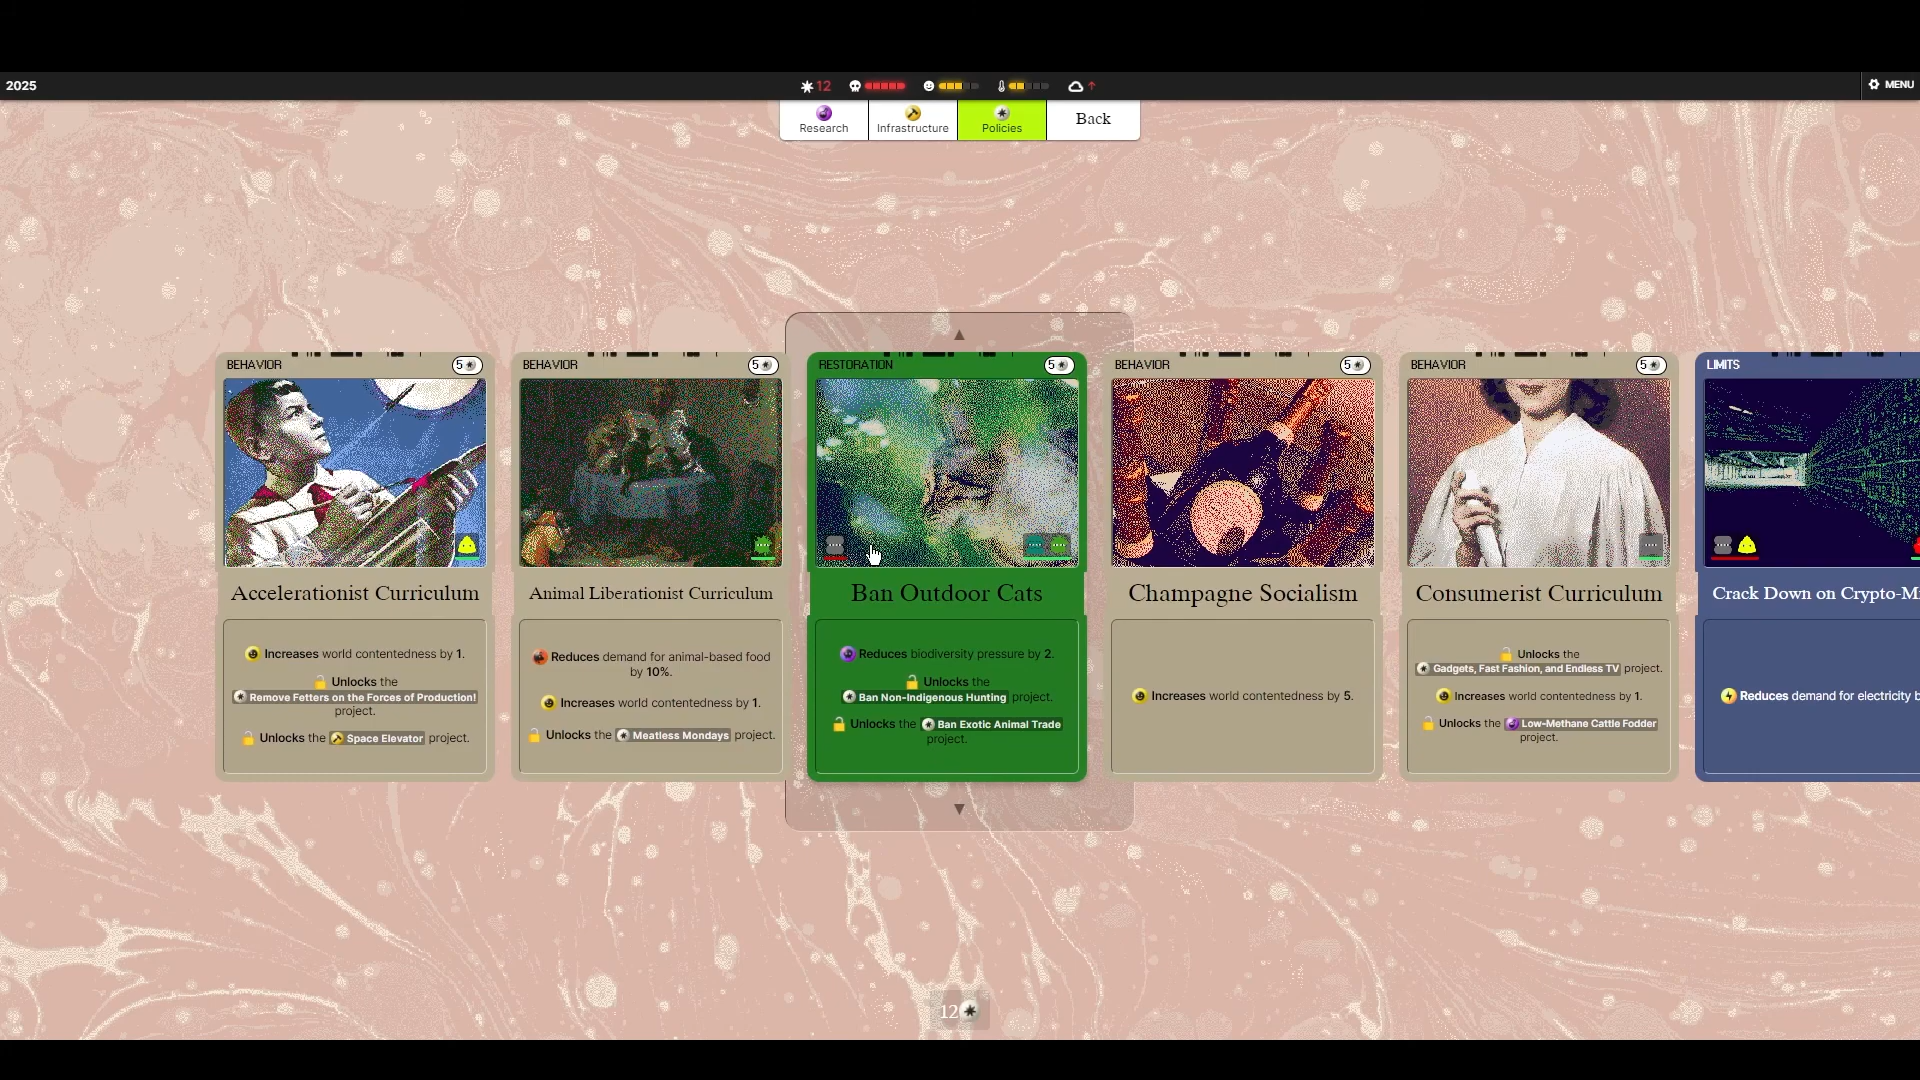 2025
12
MENU
Research
Infrastructure
Policies
Back
BEHAVIOR
5
Accelerationist Curriculum
Increases world contentedness by 1.
Unlocks the
Remove Fetters on the Forces of Production!
project.
Unlocks the Space Elevator project.
BEHAVIOR
5
Animal Liberationist Curriculum
Reduces demand for animal-based food
by 10%.
Increases world contentedness by 1.
Unlocks the Meatless Mondays project.
RESTORATION
5
Ban Outdoor Cats
Reduces biodiversity pressure by 2.
Unlocks the
Ban Non-Indigenous Hunting project.
Unlocks the Ban Exotic Animal Trade
project.
BEHAVIOR
5
Champagne Socialism
Increases world contentedness by 5.
BEHAVIOR
5
Consumerist Curriculum
Unlocks the
Gadgets, Fast Fashion, and Endless TV project.
Increases world contentedness by 1.
Unlocks the Low-Methane Cattle Fodder
project.
LIMITS
Crack Down on Crypto-Mi
Reduces demand for electricity b
12